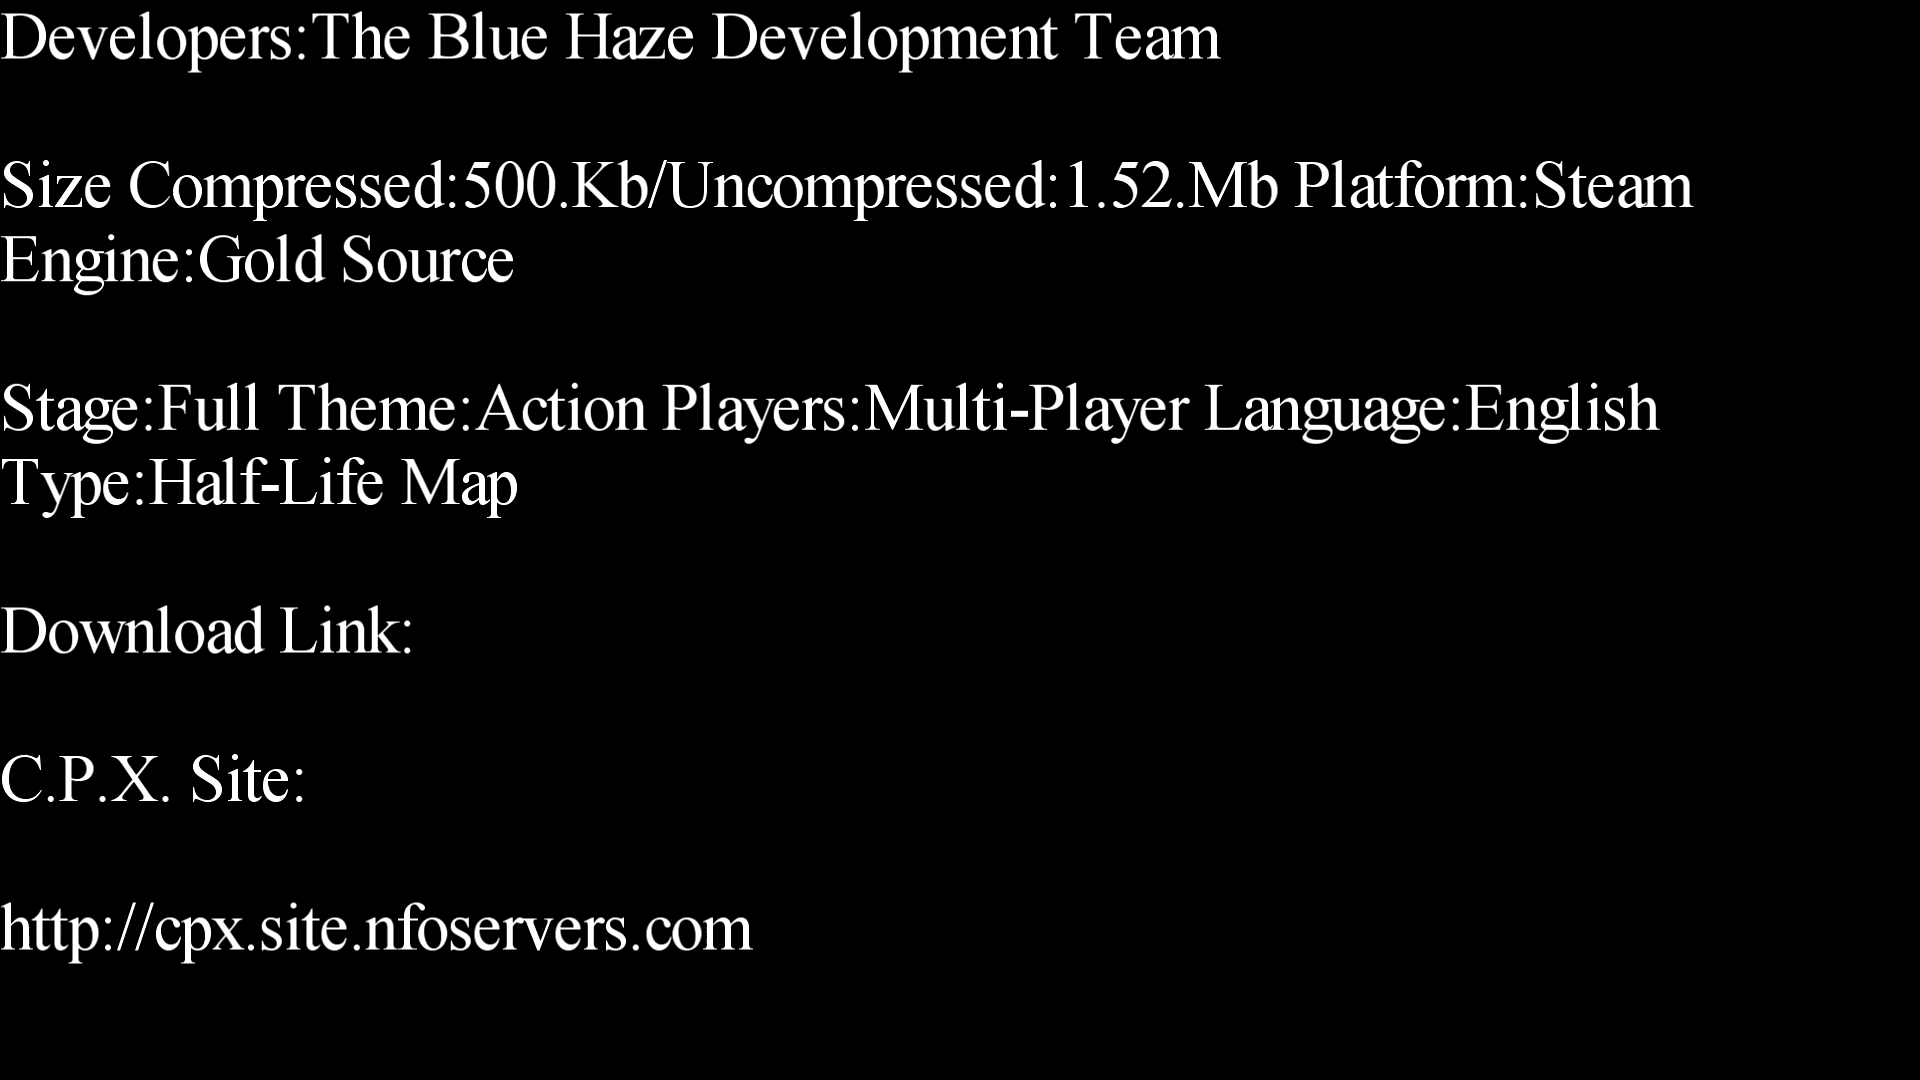 Developers:The Blue Haze Development Team
Size Compressed:500.Kb/Uncompressed:1.52.Mb Platform:Steam
Engine:Gold Source
Stage:Full Theme:Action Players:Multi-Player Language:English
Type:Half-Life Map
Download Link:
C.P.X. Site:
http://cpx.site.nfoservers.com